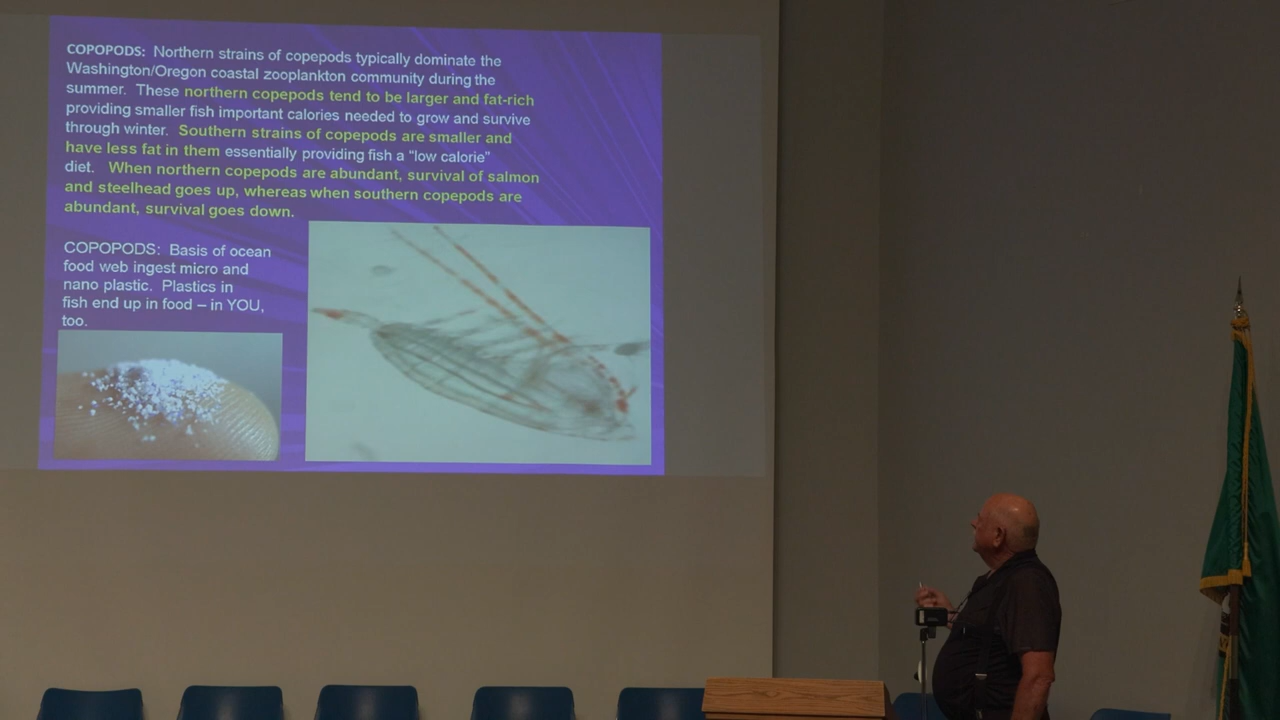 COPOPODS: Northern strains of copepods typically dominate the
Washington/Oregon coastal zooplankton community during the
summer. These northern copepods tend to be larger and fat-rich
providing smaller fish important calories needed to grow and survive
through winter. Southern strains of copepods are smaller and
have less fat in them essentially providing fish a “low calorie”
diet. When northern copepods are abundant, survival of salmon
and steelhead goes up, whereas when southern copepods are
abundant, survival goes down.
COPOPODS: Basis of ocean
food web ingest micro and
nano plastic. Plastics in
fish end up in food – in YOU,
too.